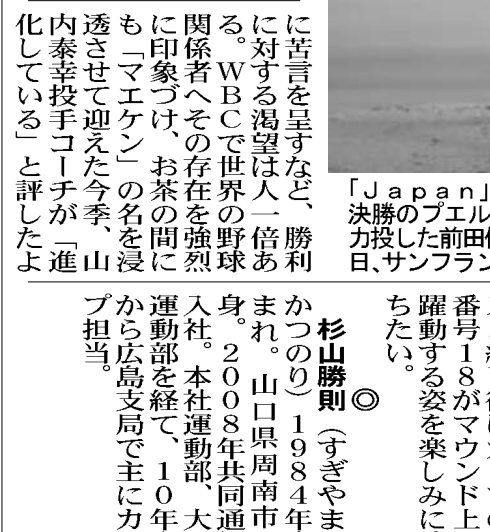 「Japan」
決勝のプエル
力投した前田
日、サンフラン
に苦言を呈すなど、勝利
に対する渇望は人一倍あ
る。WBCで世界の野球
関係者へその存在を強烈
に印象づけ、お茶の間に
も「マエケン」の名を浸
透させて迎えた今季、山
内泰幸投手コーチが「進
化している」と評したよ
番号18がマウンド上
躍動する姿を楽しみに
ちたい。
◎
杉山勝則（すぎやま
かつのり）1984年
まれ。山口県周南市
身。2008年共同通
入社。本社運動部、大
運動部を経て、10年
から広島支局で主にカ
プ担当。